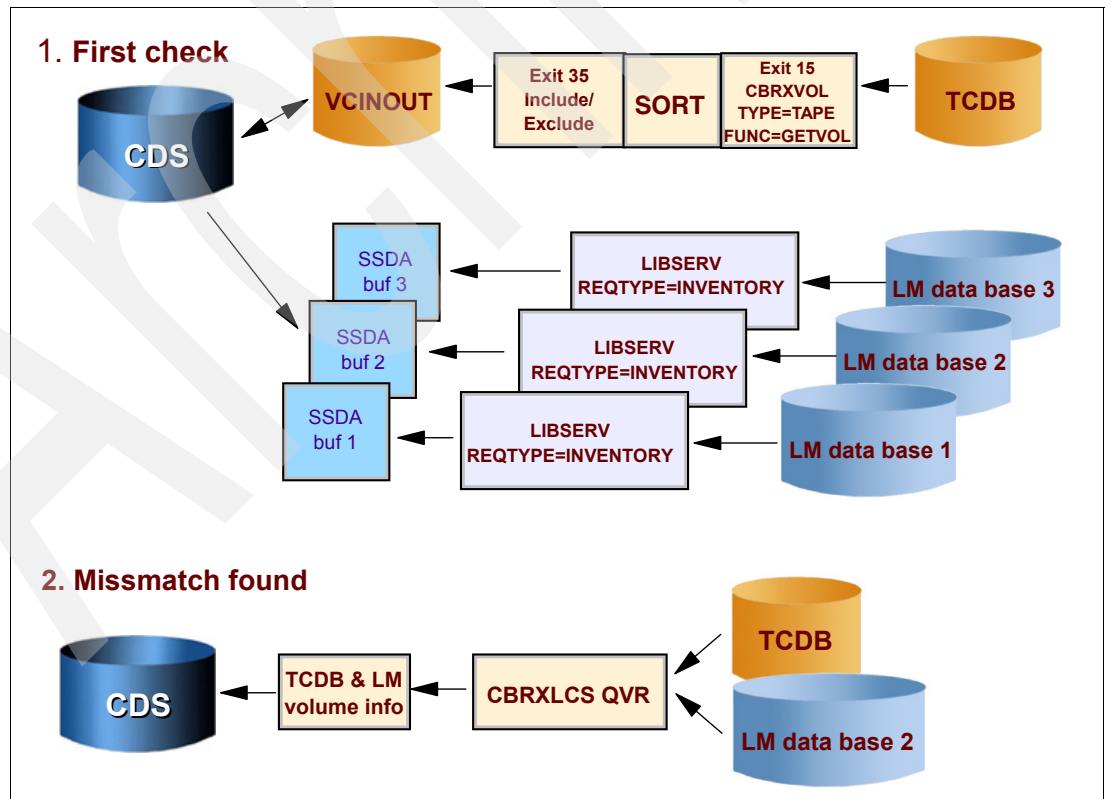 1. First check
CDS
VCINOUT
Exit 35
Include/
Exclude
SORT
Exit 15
CBRXVOL
TYPE=TAPE
FUNC=GETVOL
TCDB
SSDA
buf 3
LIBSERV
REQTYPE=INVENTORY
LM data base 3
SSDA
buf 2
LIBSERV
REQTYPE=INVENTORY
LM data base 2
SSDA
buf 1
LIBSERV
REQTYPE=INVENTORY
LM data base 1
2. Missmatch found
CDS
TCDB & LM
volume info
CBRXLCS QVR
TCDB
LM data base 2